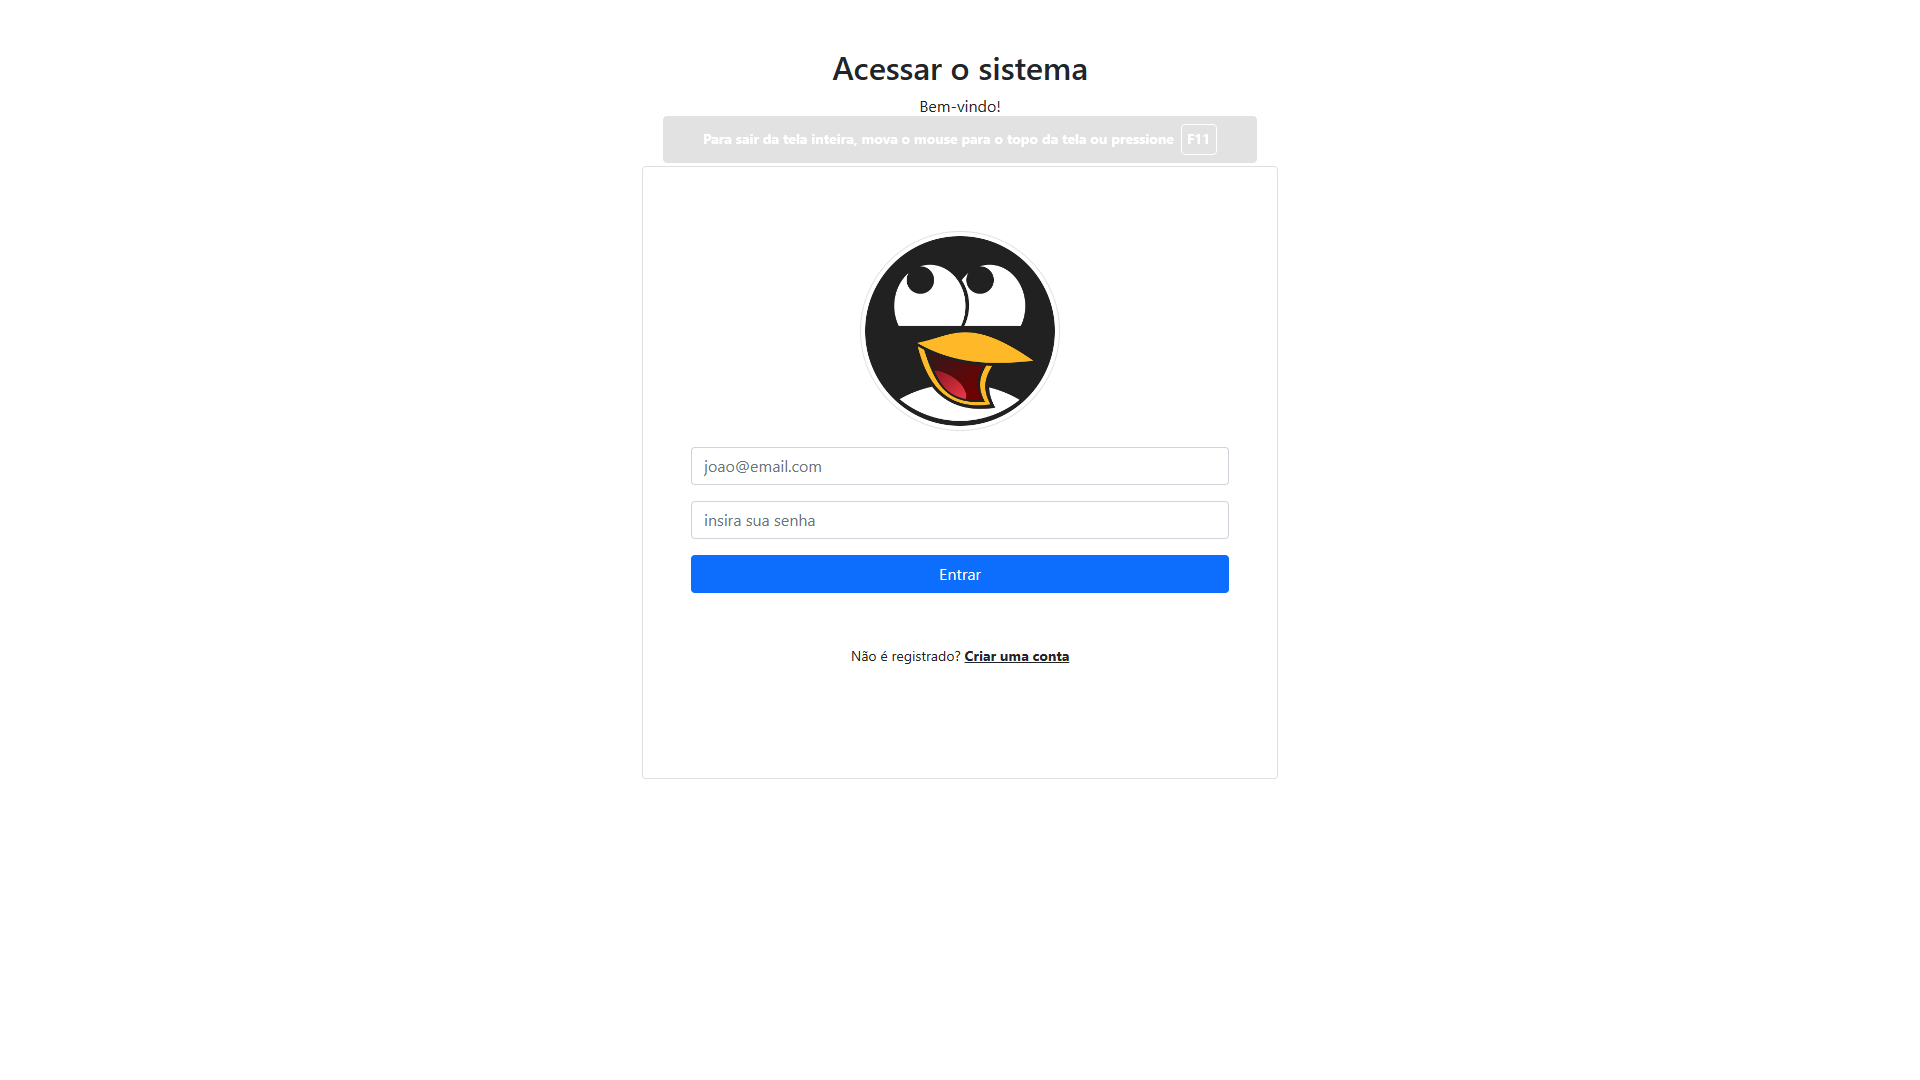 Acessar o sistema
Bem-vindo!
Para sair da tela inteira, mova o mouse para o topo da tela ou pressione F11
joao@email.com
insira sua senha
Entrar
Não é registrado? Criar uma conta